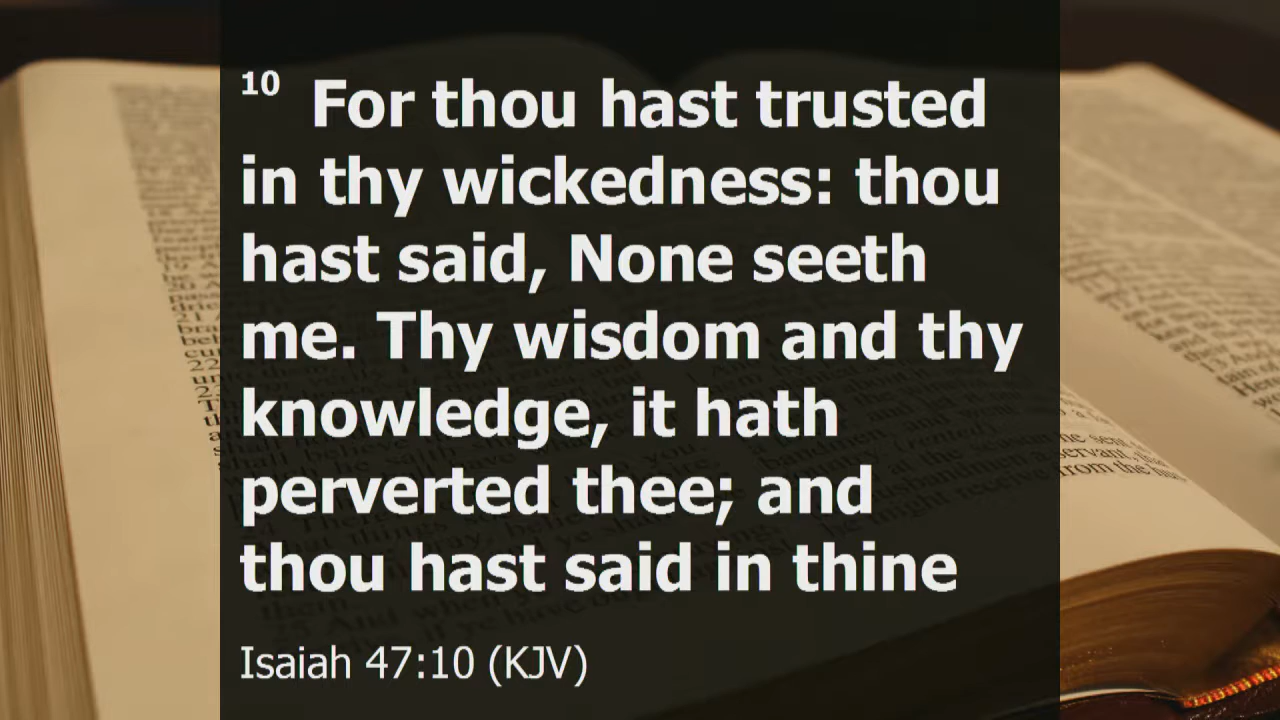 10 For thou hast trusted
in thy wickedness: thou
hast said, None seeth
me. Thy wisdom and thy
knowledge, it hath
perverted thee; and
thou hast said in thine
Isaiah 47:10 (KJV)